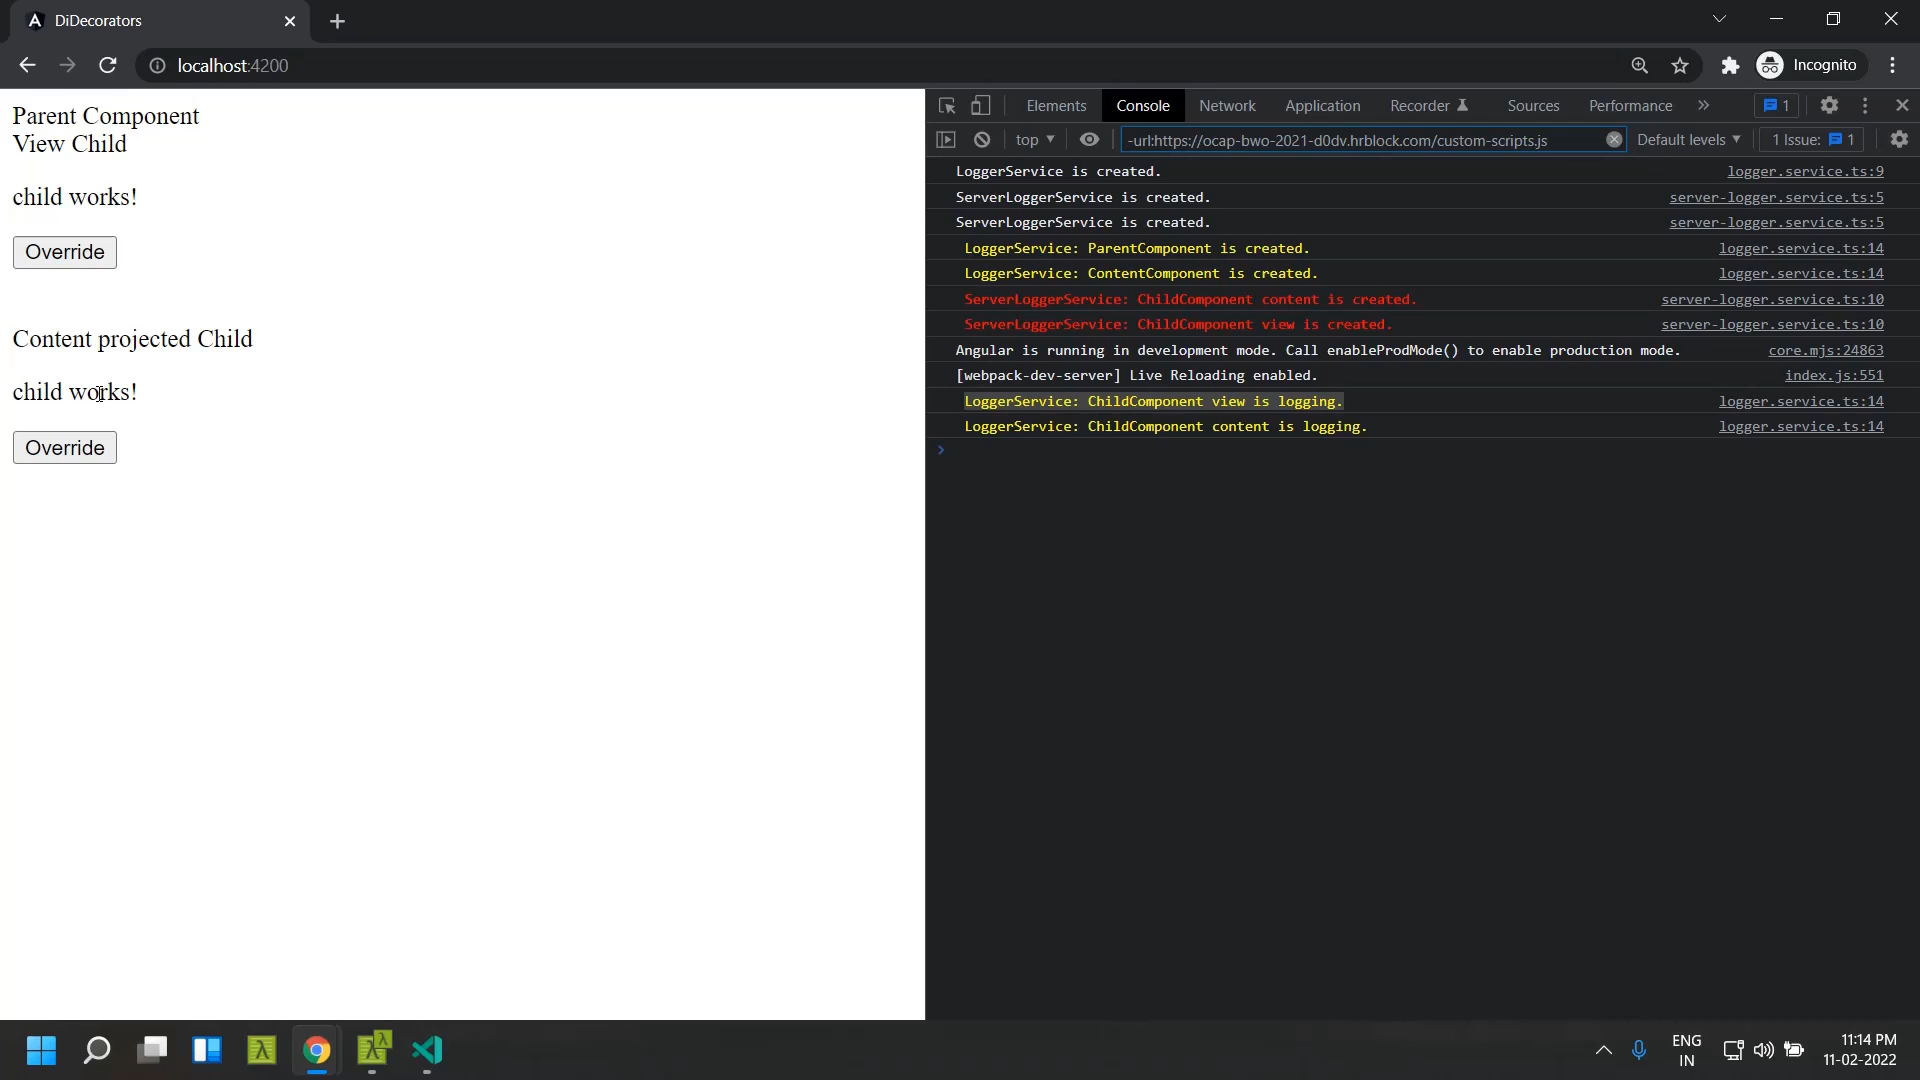 DiDecorators
localhost:4200
Incognito
Parent Component
View Child
child works!
Override
Content projected Child
child works!
Override
Elements Console Network Application Recorder Sources Performance » 1
top -url:https://ocap-bwo-2021-d0dv.hrblock.com/custom-scripts.js Default levels 1 Issue: 1
LoggerService is created. logger.service.ts:9
ServerLoggerService is created. server-logger.service.ts:5
ServerLoggerService is created. server-logger.service.ts:5
LoggerService: ParentComponent is created. logger.service.ts:14
LoggerService: ContentComponent is created. logger.service.ts:14
ServerLoggerService: ChildComponent content is created. server-logger.service.ts:10
ServerLoggerService: ChildComponent view is created. server-logger.service.ts:10
Angular is running in development mode. Call enableProdMode() to enable production mode. core.mjs:24863
[webpack-dev-server] Live Reloading enabled. index.js:551
LoggerService: ChildComponent view is logging. logger.service.ts:14
LoggerService: ChildComponent content is logging. logger.service.ts:14
ENG
IN
11:14 PM
11-02-2022